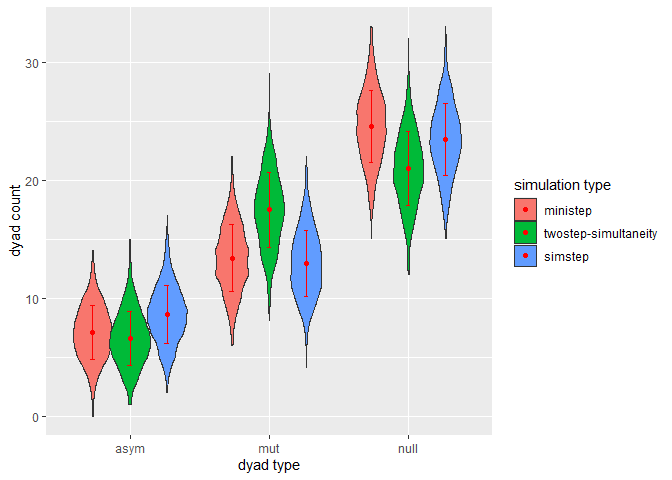 30
20
10
0
dyad count
asym
mut
null
dyad type
simulation type
ministep
twostep-simultaneity
simstep